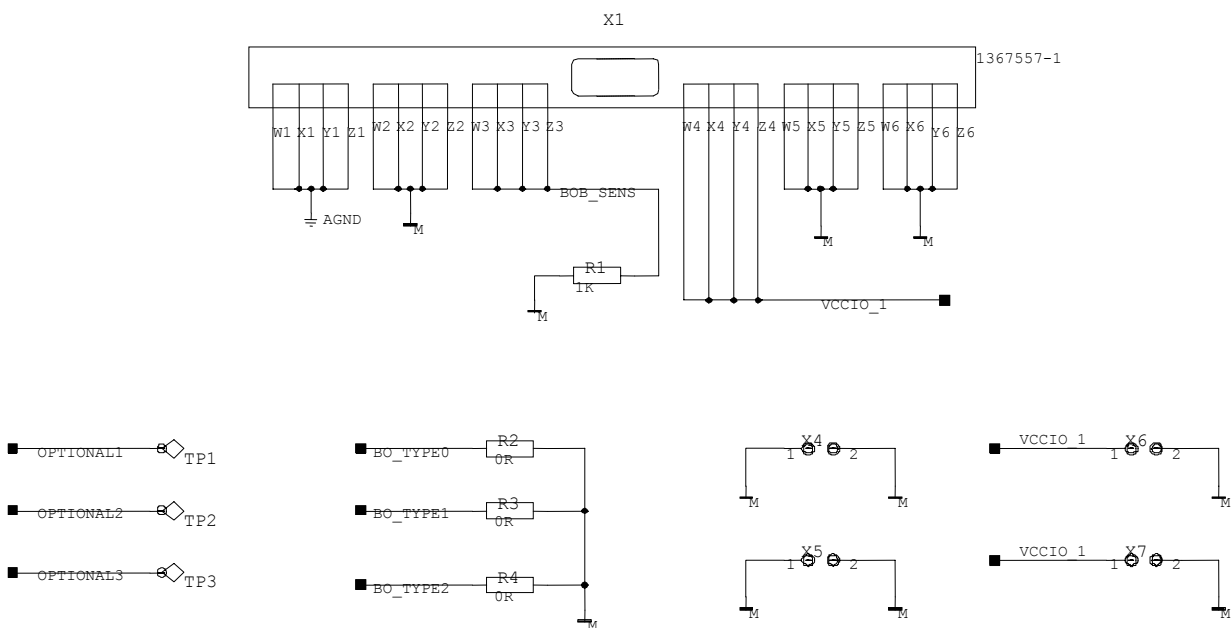 X1
1367557-1
W1 X1 Y1 Z1 W2 X2 Y2 Z2 W3 X3 Y3 Z3 W4 X4 Y4 Z4 W5 X5 Y5 Z5 W6 X6 Y6 Z6
BOB_SENS
AGND
M
M
M
R1
1K
M
VCCIO_1
OPTIONAL1
TP1
BO_TYPE0
R2
0R
X4
1 2
M
M
VCCIO_1
X6
1 2
M
OPTIONAL2
TP2
BO_TYPE1
R3
0R
OPTIONAL3
TP3
BO_TYPE2
R4
0R
M
X5
1 2
M
M
VCCIO_1
X7
1 2
M